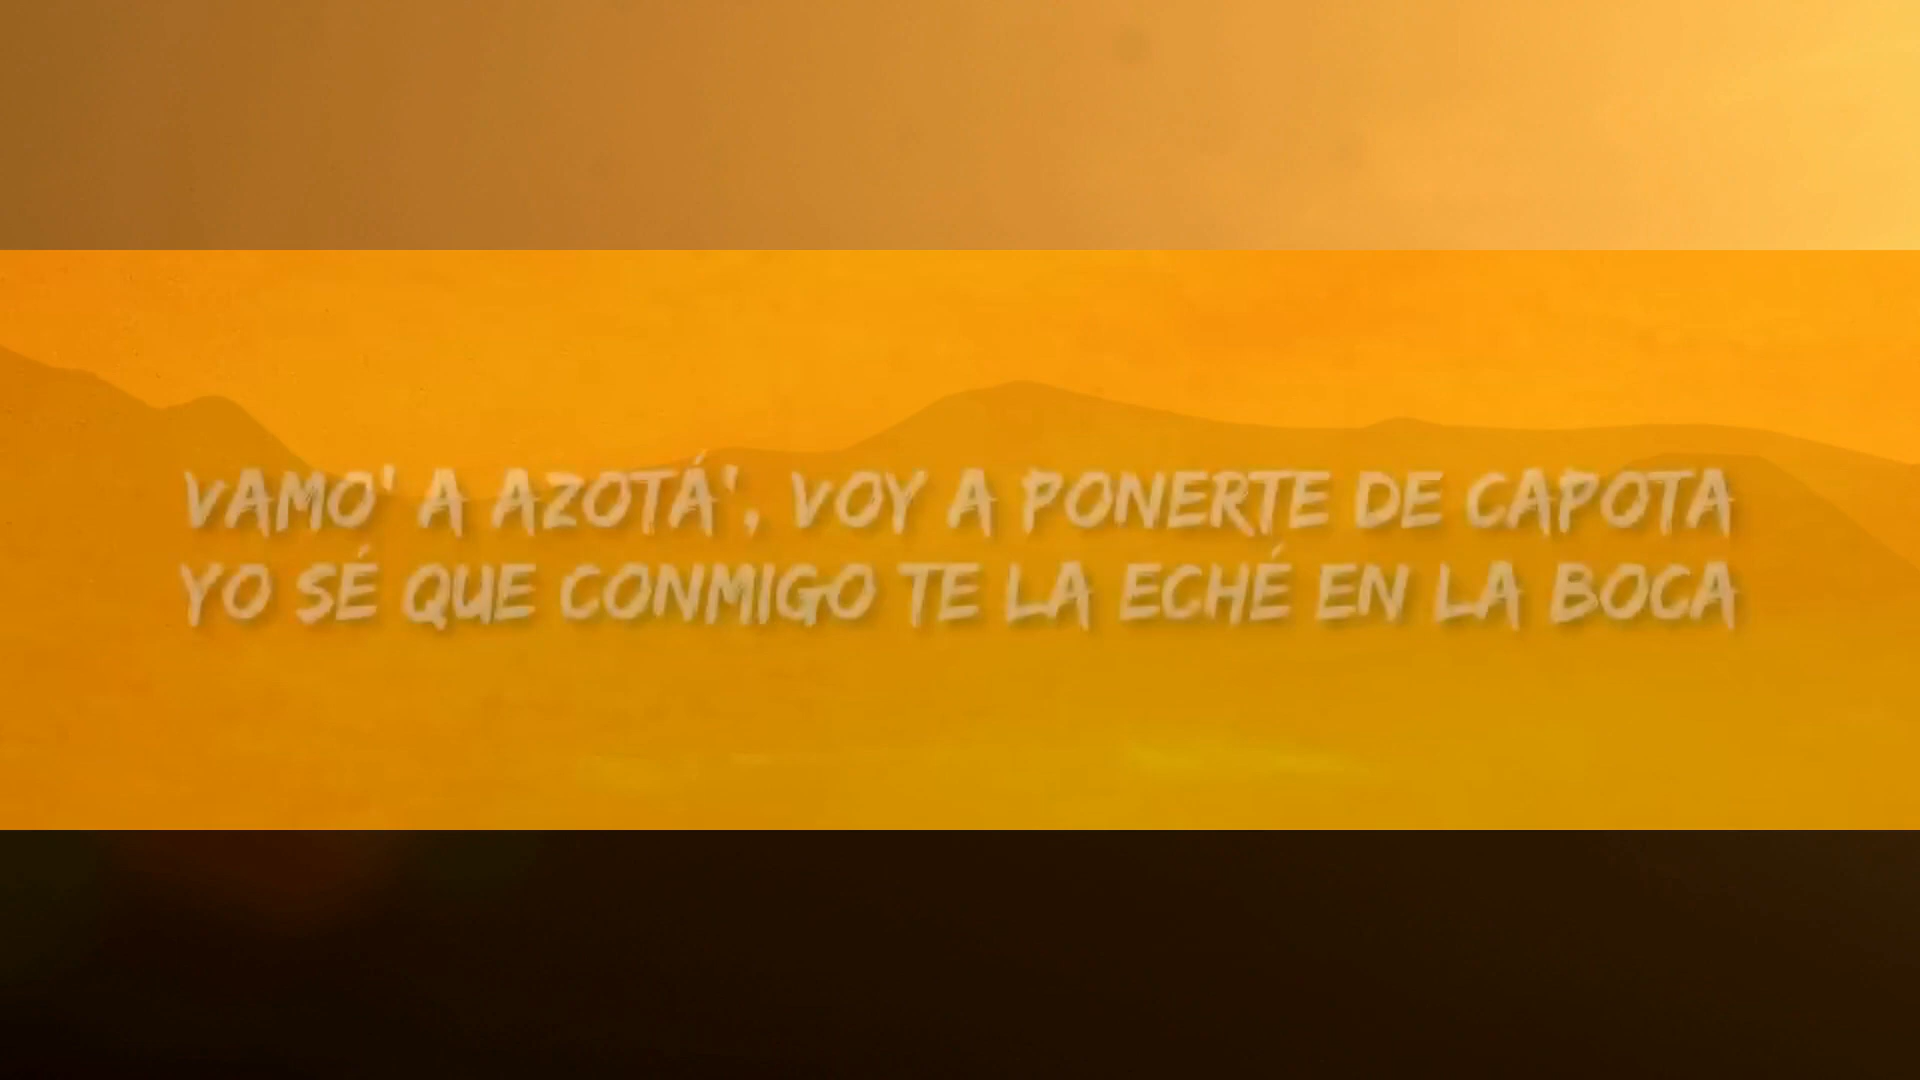 VAMO' A AZOTÁ', VOY A PONERTE DE CAPOTA
YO SÉ QUE CONMIGO TE LA ECHÉ EN LA BOCA